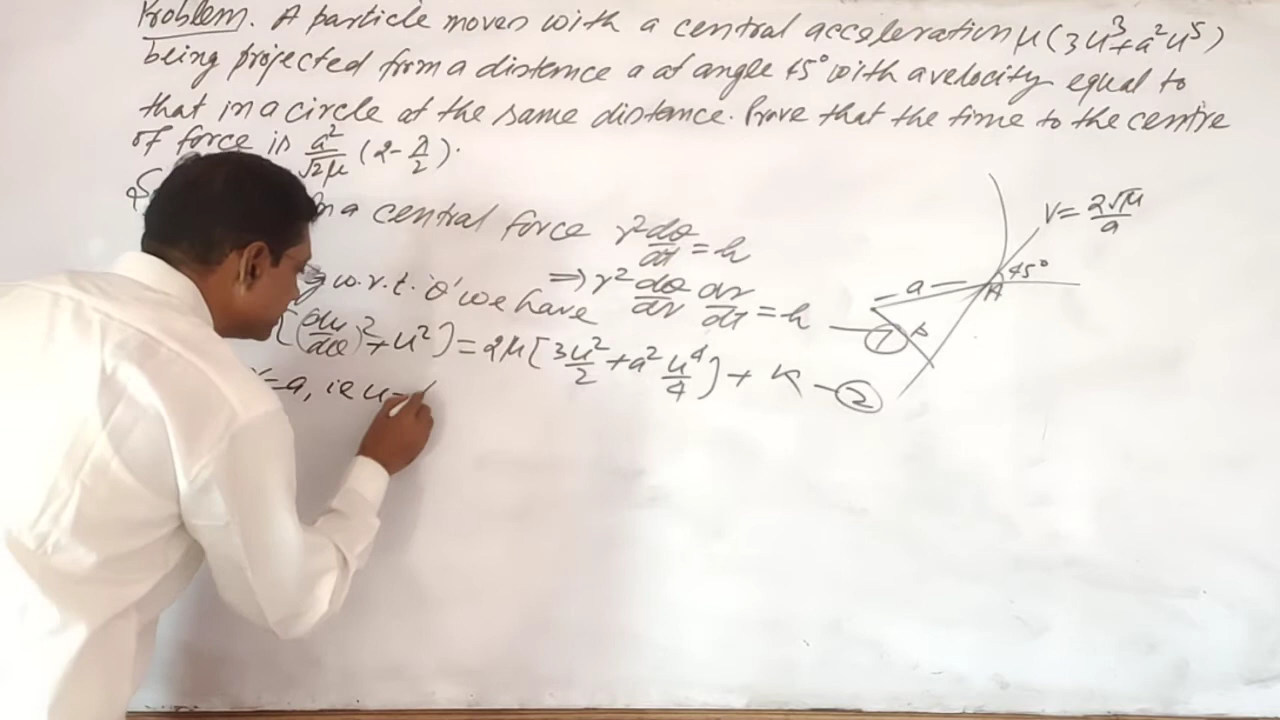 Problem. A particle moves with a central acceleration μ(3u³+a²u⁵)
being projected from a distance a at angle 45° with a velocity equal to
that in a circle at the same distance. Prove that the time to the centre
of force is a²/√2μ (2-π/2).
in a central force r² dθ/dt = h
⇒ r² dθ/dr dr/dt = h — ①
w.r.t. 'θ' we have
[(du/dθ)²+u²] = 2μ[3u²/2 + a² u⁴/4] + K — ②
r=a, i.e u=
V = 2√μ/a
45°
a
A
p